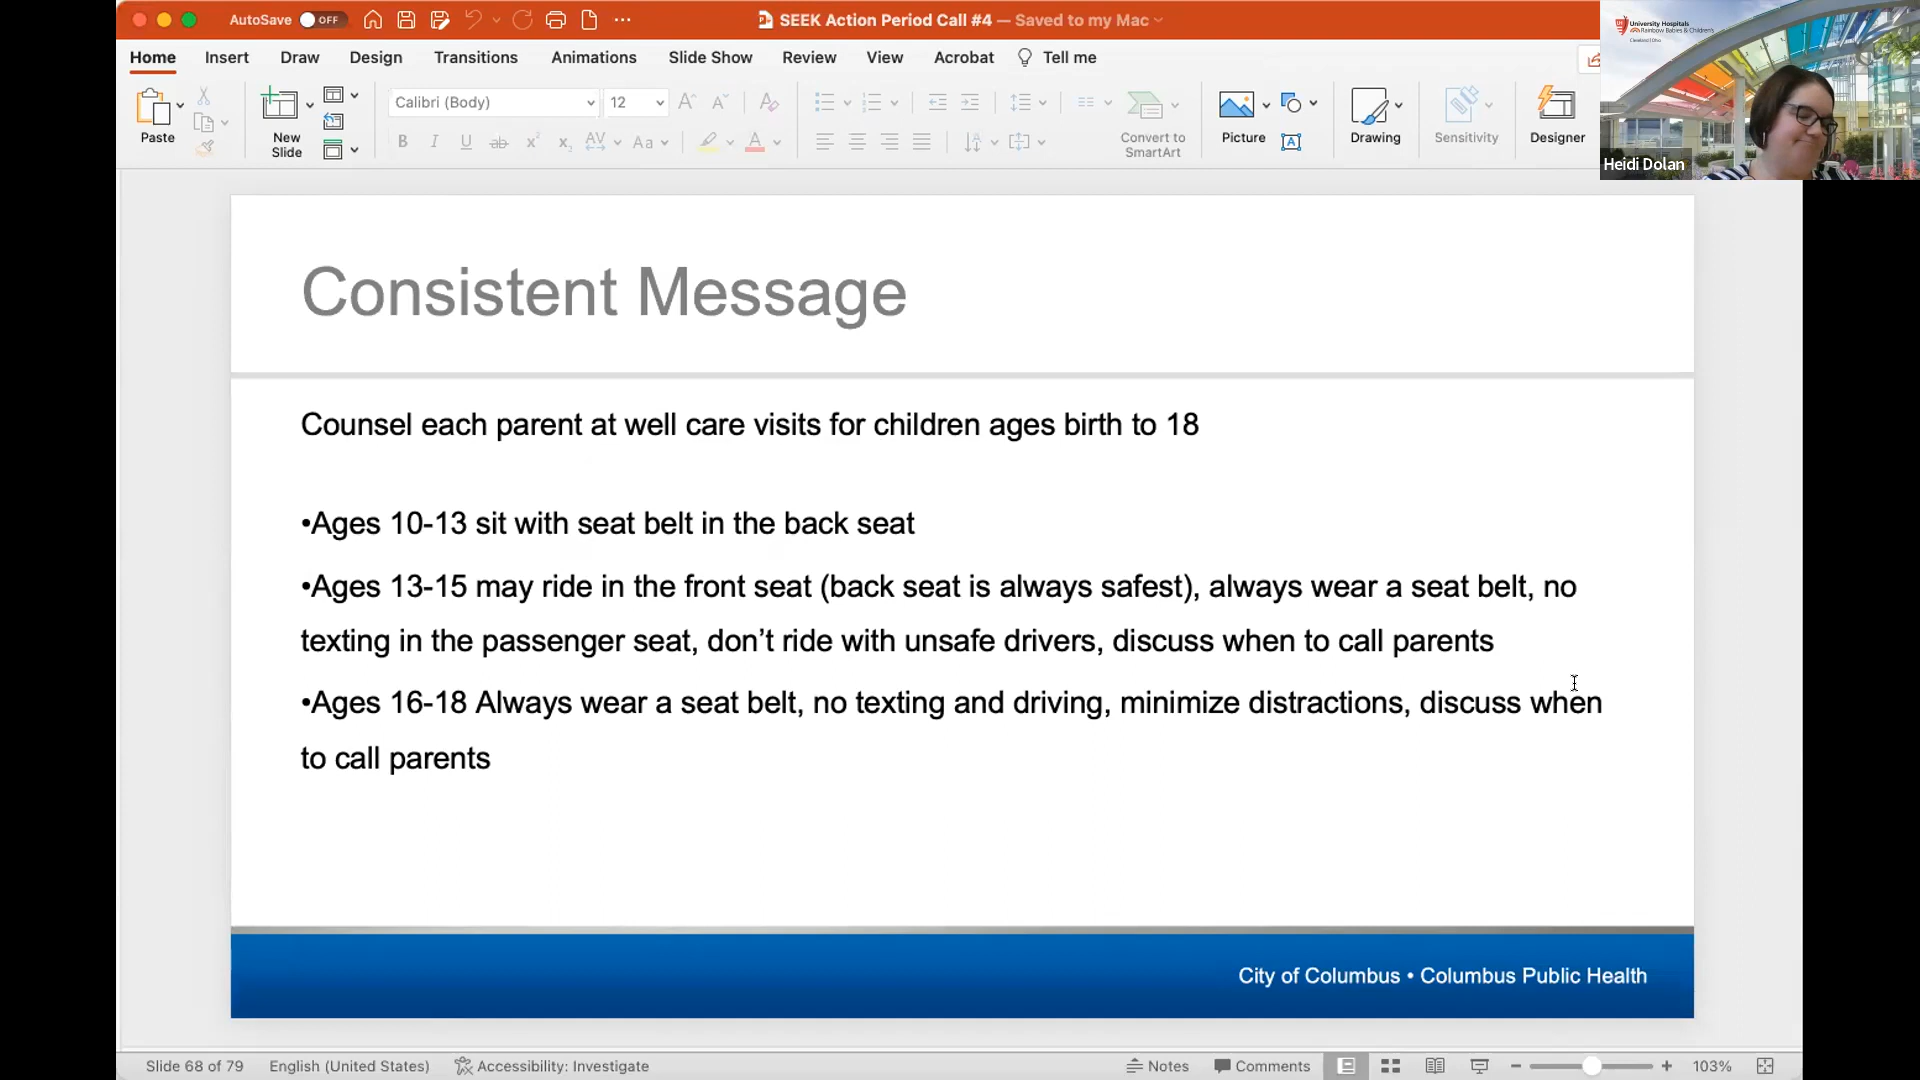 AutoSave OFF
SEEK Action Period Call #4 — Saved to my Mac
Home Insert Draw Design Transitions Animations Slide Show Review View Acrobat Tell me
Paste
New
Slide
Calibri (Body) 12
Convert to
SmartArt
Picture
Drawing
Sensitivity
Designer
University Hospitals
Rainbow Babies & Children's
Heidi Dolan
Consistent Message
Counsel each parent at well care visits for children ages birth to 18
•Ages 10-13 sit with seat belt in the back seat
•Ages 13-15 may ride in the front seat (back seat is always safest), always wear a seat belt, no
texting in the passenger seat, don’t ride with unsafe drivers, discuss when to call parents
•Ages 16-18 Always wear a seat belt, no texting and driving, minimize distractions, discuss when
to call parents
City of Columbus • Columbus Public Health
Slide 68 of 79 English (United States) Accessibility: Investigate Notes Comments 103%